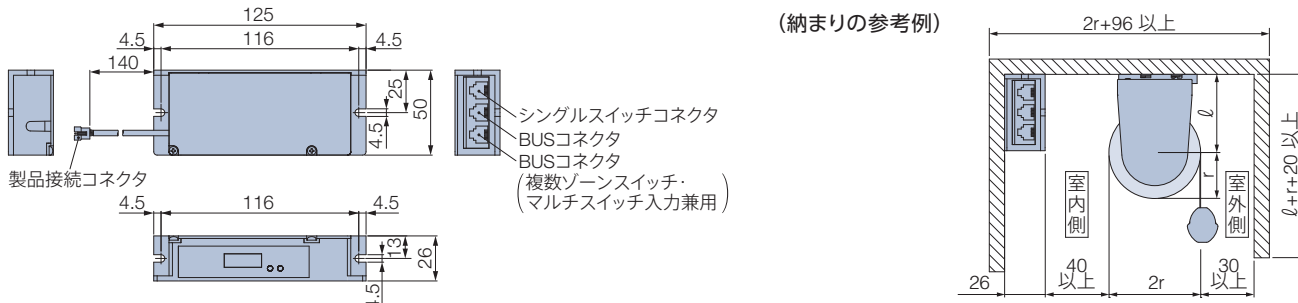 125
4.5
116
4.5
140
25
50
4.5
シングルスイッチコネクタ
BUSコネクタ
BUSコネクタ
(複数ゾーンスイッチ・
マルチスイッチ入力兼用)
製品接続コネクタ
4.5
116
4.5
13
26
4.5
(納まりの参考例)
2r+96 以上
ℓ
r
ℓ+r+20 以上
室内側
室外側
26
40
以上
2r
30
以上